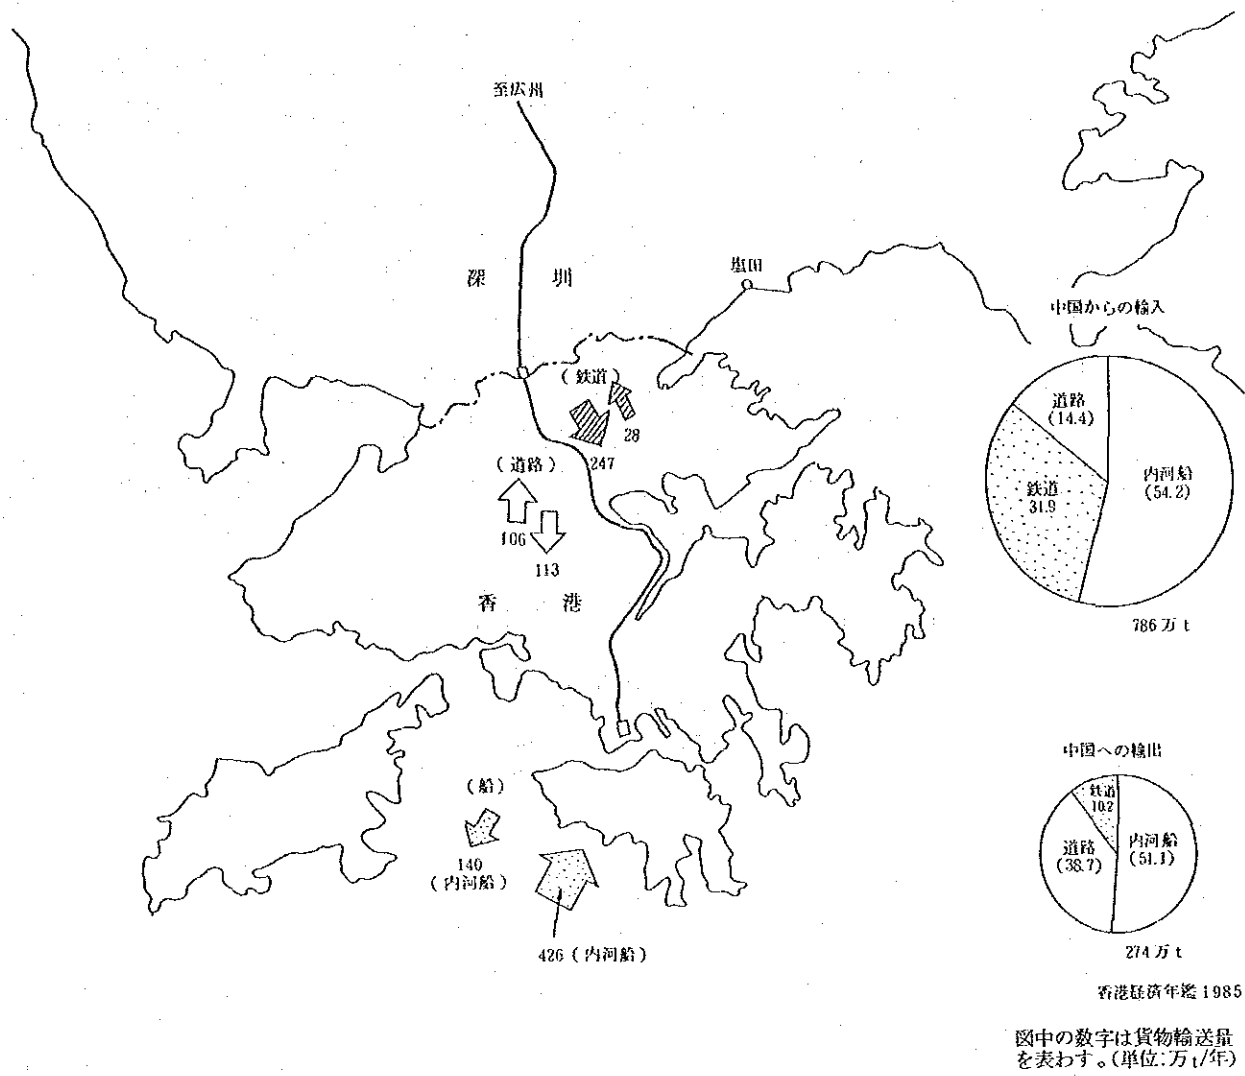 至広州
深圳
塩田
中国からの輸入
道路
(14.4)
内河船
(54.2)
鉄道
31.9
786万t
(鉄道)
28
247
(道路)
106
113
香港
(船)
140
(内河船)
426(内河船)
中国への輸出
鉄道
10.2
道路
(38.7)
内河船
(51.1)
274万t
香港経済年鑑1985
図中の数字は貨物輸送量
を表わす。(単位:万t/年)